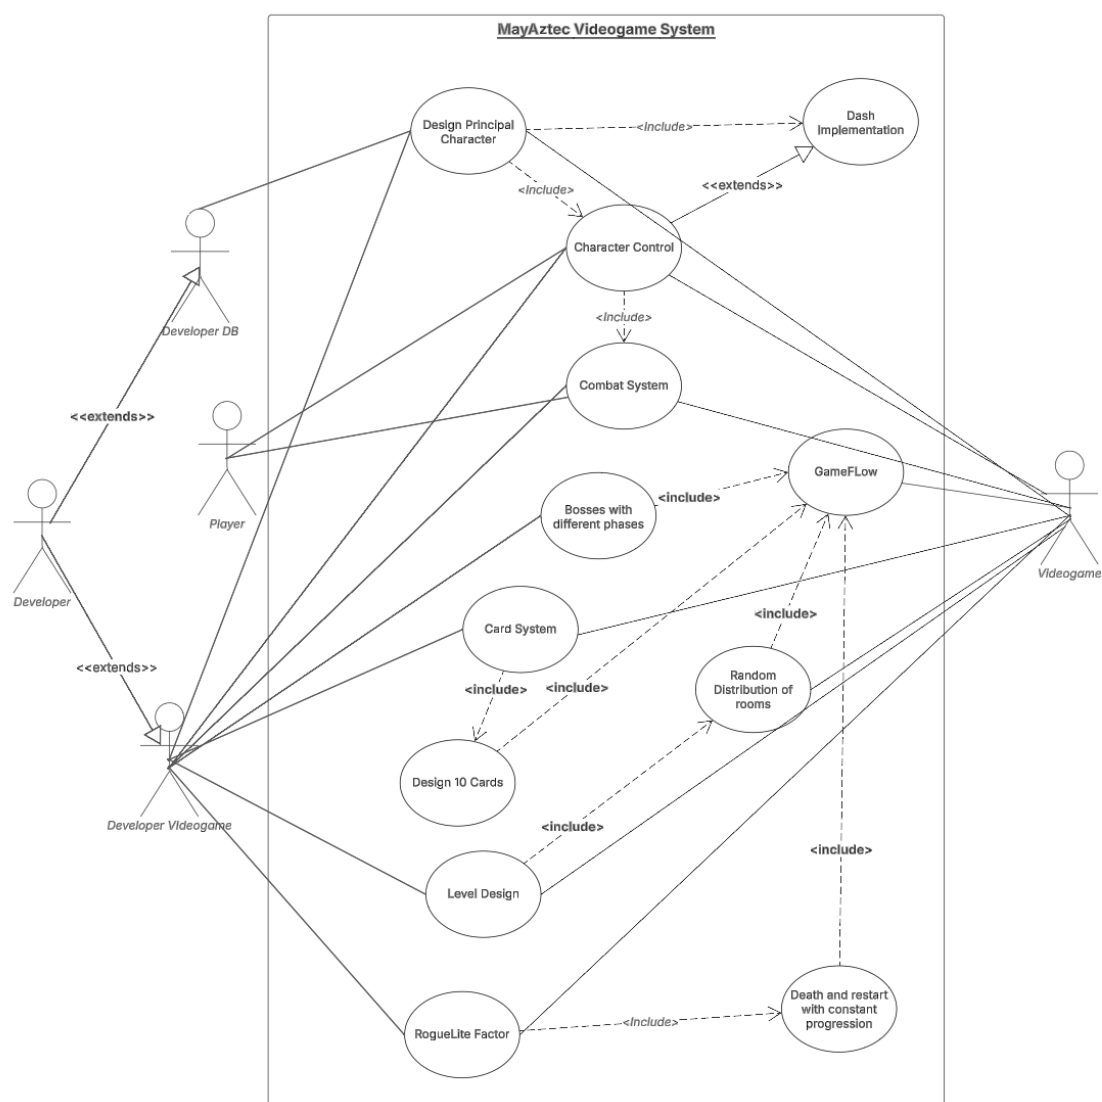 MayAztec Videogame System
Design Principal
Character
<Include>
Dash
Implementation
<Include>
<<extends>>
Character Control
<Include>
Developer DB
<<extends>>
Combat System
Player
Developer
<<extends>>
Developer VIdeogame
Bosses with
different phases
<include>
GameFLow
Videogame
Card System
<include>
<include>
<include>
Random
Distribution of
rooms
Design 10 Cards
<include>
<include>
Level Design
RogueLite Factor
<Include>
Death and restart
with constant
progression